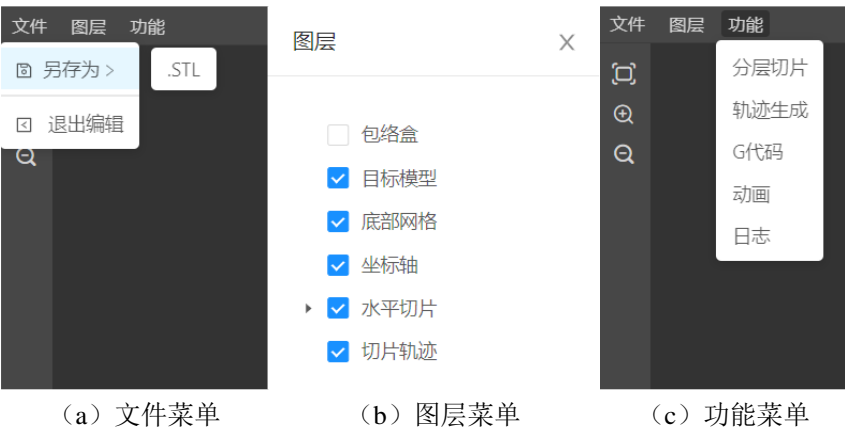 文件 图层 功能
另存为 >
.STL
退出编辑
图层
X
包络盒
目标模型
底部网格
坐标轴
水平切片
切片轨迹
文件 图层 功能
分层切片
轨迹生成
G代码
动画
日志
（a）文件菜单
（b）图层菜单
（c）功能菜单